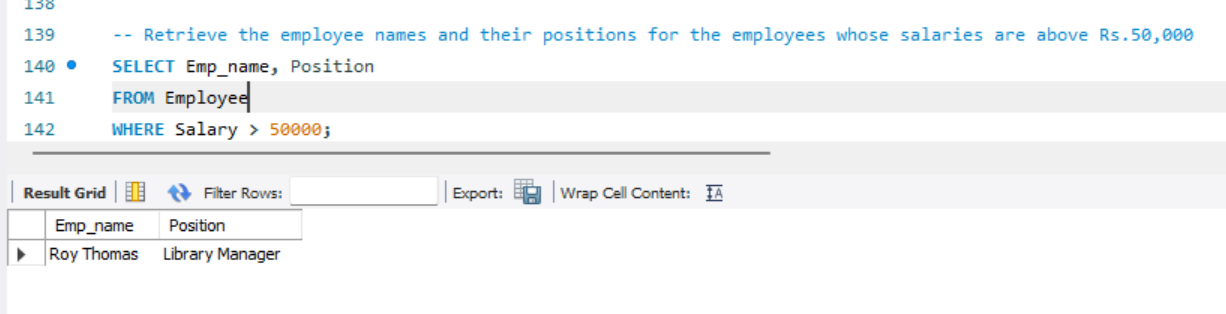 138
139 -- Retrieve the employee names and their positions for the employees whose salaries are above Rs.50,000
140 SELECT Emp_name, Position
141 FROM Employee
142 WHERE Salary > 50000;
Result Grid Filter Rows: Export: Wrap Cell Content: IA
Emp_name Position
Roy Thomas Library Manager